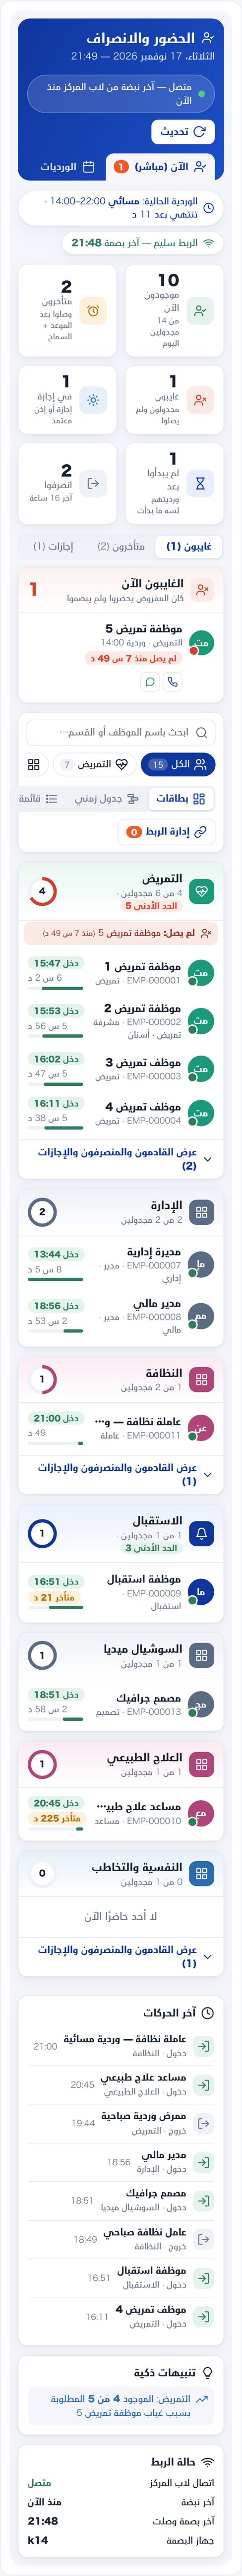 الحضور والانصراف
الثلاثاء، 17 نوفمبر 2026 — 21:49
متصل — آخر نبضة من لاب المركز منذ
الآن
تحديث
الآن (مباشر) 1
الورديات
الوردية الحالية: مسائي 22:00–14:00 ·
تنتهي بعد 11 د
الربط سليم — آخر بصمة 21:48
10
موجودون
الآن
من 14
مجدولين
اليوم
2
متأخرون
وصلوا بعد
الموعد +
السماح
1
غايبون
مجدولون ولم
يصلوا
1
في إجازة
إجازة أو إذن
معتمد
1
لم يبدأوا
بعد
ورديتهم
لسه ما بدأت
2
انصرفوا
آخر 16 ساعة
غايبون (1)
متأخرون (2)
إجازات (1)
الغايبون الآن
كان المفروض يحضروا ولم يبصموا
1
موظفة تمريض 5
التمريض · وردية 14:00
لم يصل منذ 7 س 49 د
مت
ابحث باسم الموظف أو القسم...
الكل 15
التمريض 7
بطاقات
جدول زمني
قائمة
إدارة الربط 0
التمريض
4 من 6 مجدولين ·
الحد الأدنى 5
4
لم يصل: موظفة تمريض 5 (منذ 7 س 49 د)
مت
موظفة تمريض 1
EMP-000001 · تمريض
دخل 15:47
6 س 2 د
مت
موظفة تمريض 2
EMP-000002 · مشرفة
تمريض · أسنان
دخل 15:53
5 س 56 د
مت
موظف تمريض 3
EMP-000003 · تمريض
دخل 16:02
5 س 47 د
مت
موظف تمريض 4
EMP-000004 · تمريض
دخل 16:11
5 س 38 د
عرض القادمون والمنصرفون والإجازات
(2)
الإدارة
2 من 2 مجدولين
2
ما
مديرة إدارية
EMP-000007 · مدير
إداري
دخل 13:44
8 س 5 د
مم
مدير مالي
EMP-000008 · مدير
مالي
دخل 18:56
2 س 53 د
النظافة
1 من 2 مجدولين
1
عن
عاملة نظافة — و...
EMP-000011 · عاملة
دخل 21:00
49 د
عرض القادمون والمنصرفون والإجازات
(1)
الاستقبال
1 من 1 مجدولين ·
الحد الأدنى 3
1
ما
موظفة استقبال
EMP-000009 ·
استقبال
دخل 16:51
متأخر 21 د
السوشيال ميديا
1 من 1 مجدولين
1
مج
مصمم جرافيك
EMP-000013 · تصميم
دخل 18:51
2 س 58 د
العلاج الطبيعي
1 من 1 مجدولين
1
مع
مساعد علاج طبي...
EMP-000010 · مساعد
دخل 20:45
متأخر 225 د
النفسية والتخاطب
0 من 1 مجدولين
0
لا أحد حاضرًا الآن
عرض القادمون والمنصرفون والإجازات
(1)
آخر الحركات
عاملة نظافة — وردية مسائية
دخول · النظافة
21:00
مساعد علاج طبيعي
دخول · العلاج الطبيعي
20:45
ممرض وردية صباحية
خروج · التمريض
19:44
مدير مالي
دخول · الإدارة
18:56
مصمم جرافيك
دخول · السوشيال ميديا
18:51
عامل نظافة صباحي
خروج · النظافة
18:49
موظفة استقبال
دخول · الاستقبال
16:51
موظف تمريض 4
دخول · التمريض
16:11
تنبيهات ذكية
التمريض: الموجود 4 من 5 المطلوبة
بسبب غياب موظفة تمريض 5
حالة الربط
اتصال لاب المركز
متصل
آخر نبضة
منذ الآن
آخر بصمة وصلت
21:48
جهاز البصمة
k14